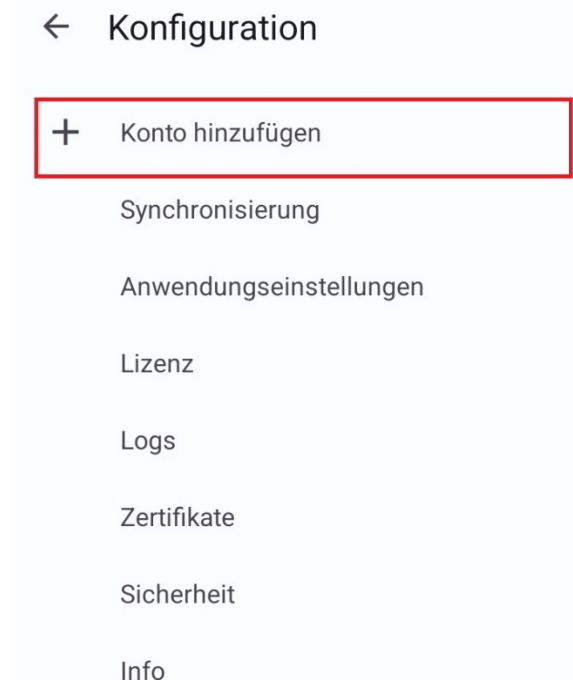 Konfiguration
Konto hinzufügen
Synchronisierung
Anwendungseinstellungen
Lizenz
Logs
Zertifikate
Sicherheit
Info